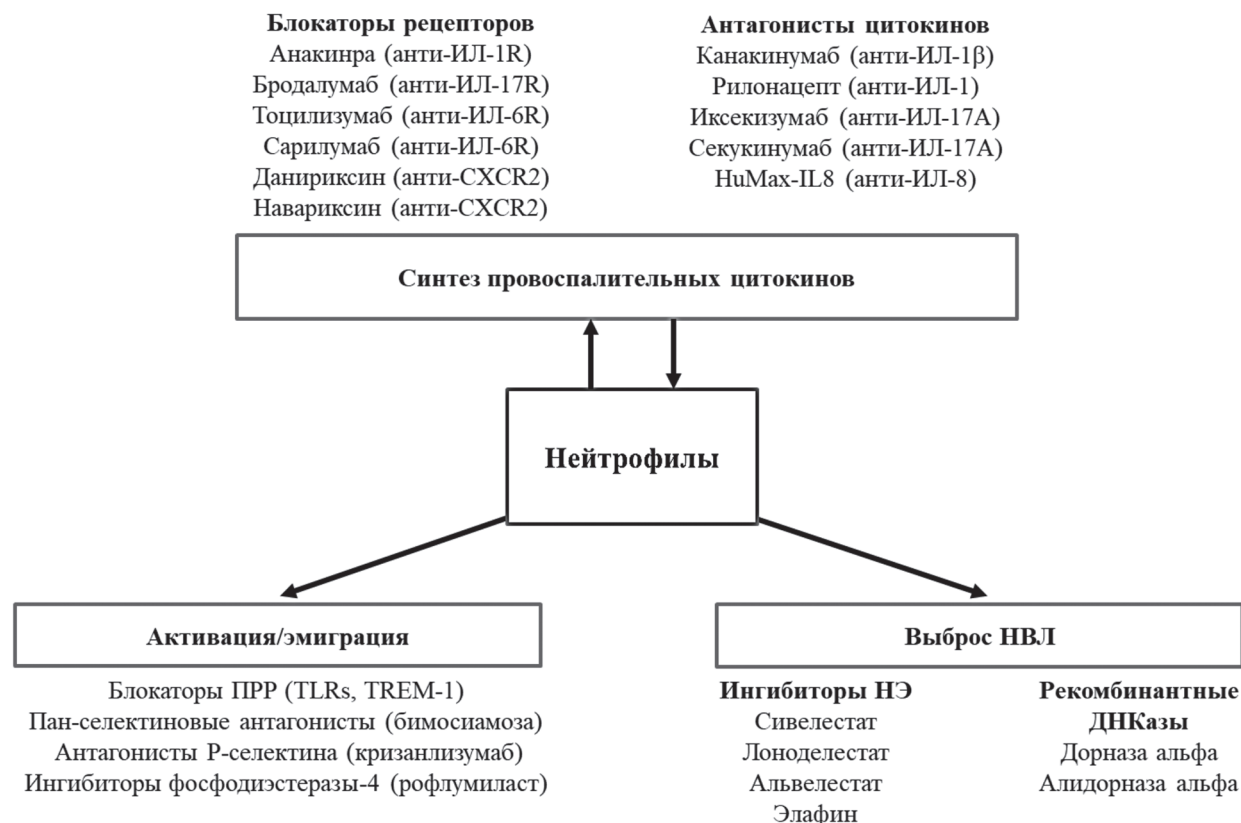 Блокаторы рецепторов
Анакинра (анти-ИЛ-1R)
Бродалумаб (анти-ИЛ-17R)
Тоцилизумаб (анти-ИЛ-6R)
Сарилумаб (анти-ИЛ-6R)
Данириксин (анти-CXCR2)
Навариксин (анти-CXCR2)
Антагонисты цитокинов
Канакинумаб (анти-ИЛ-1β)
Рилонацепт (анти-ИЛ-1)
Иксекизумаб (анти-ИЛ-17А)
Секукинумаб (анти-ИЛ-17А)
HuMax-IL8 (анти-ИЛ-8)
Синтез провоспалительных цитокинов
Нейтрофилы
Активация/эмиграция
Блокаторы ПРР (TLRs, TREM-1)
Пан-селектиновые антагонисты (бимосиамоза)
Антагонисты Р-селектина (кризанлизумаб)
Ингибиторы фосфодиэстеразы-4 (рофлумиласт)
Выброс НВЛ
Ингибиторы НЭ
Сивелестат
Лоноделестат
Альвелестат
Элафин
Рекомбинантные
ДНКазы
Дорназа альфа
Алидорназа альфа